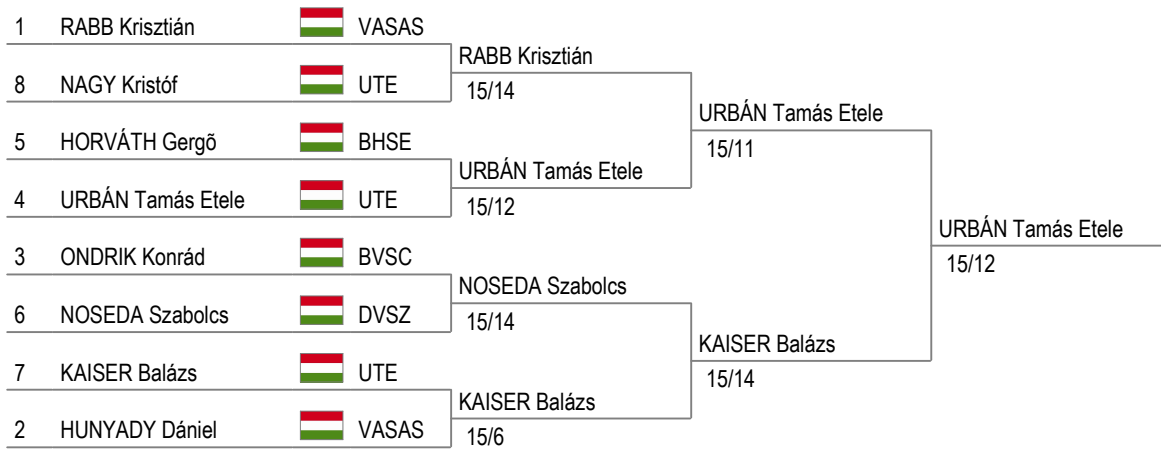 1 RABB Krisztián VASAS
RABB Krisztián
8 NAGY Kristóf UTE
15/14
URBÁN Tamás Etele
5 HORVÁTH Gergõ BHSE
15/11
URBÁN Tamás Etele
4 URBÁN Tamás Etele UTE
15/12
URBÁN Tamás Etele
3 ONDRIK Konrád BVSC
15/12
NOSEDA Szabolcs
6 NOSEDA Szabolcs DVSZ
15/14
KAISER Balázs
7 KAISER Balázs UTE
15/14
KAISER Balázs
2 HUNYADY Dániel VASAS
15/6